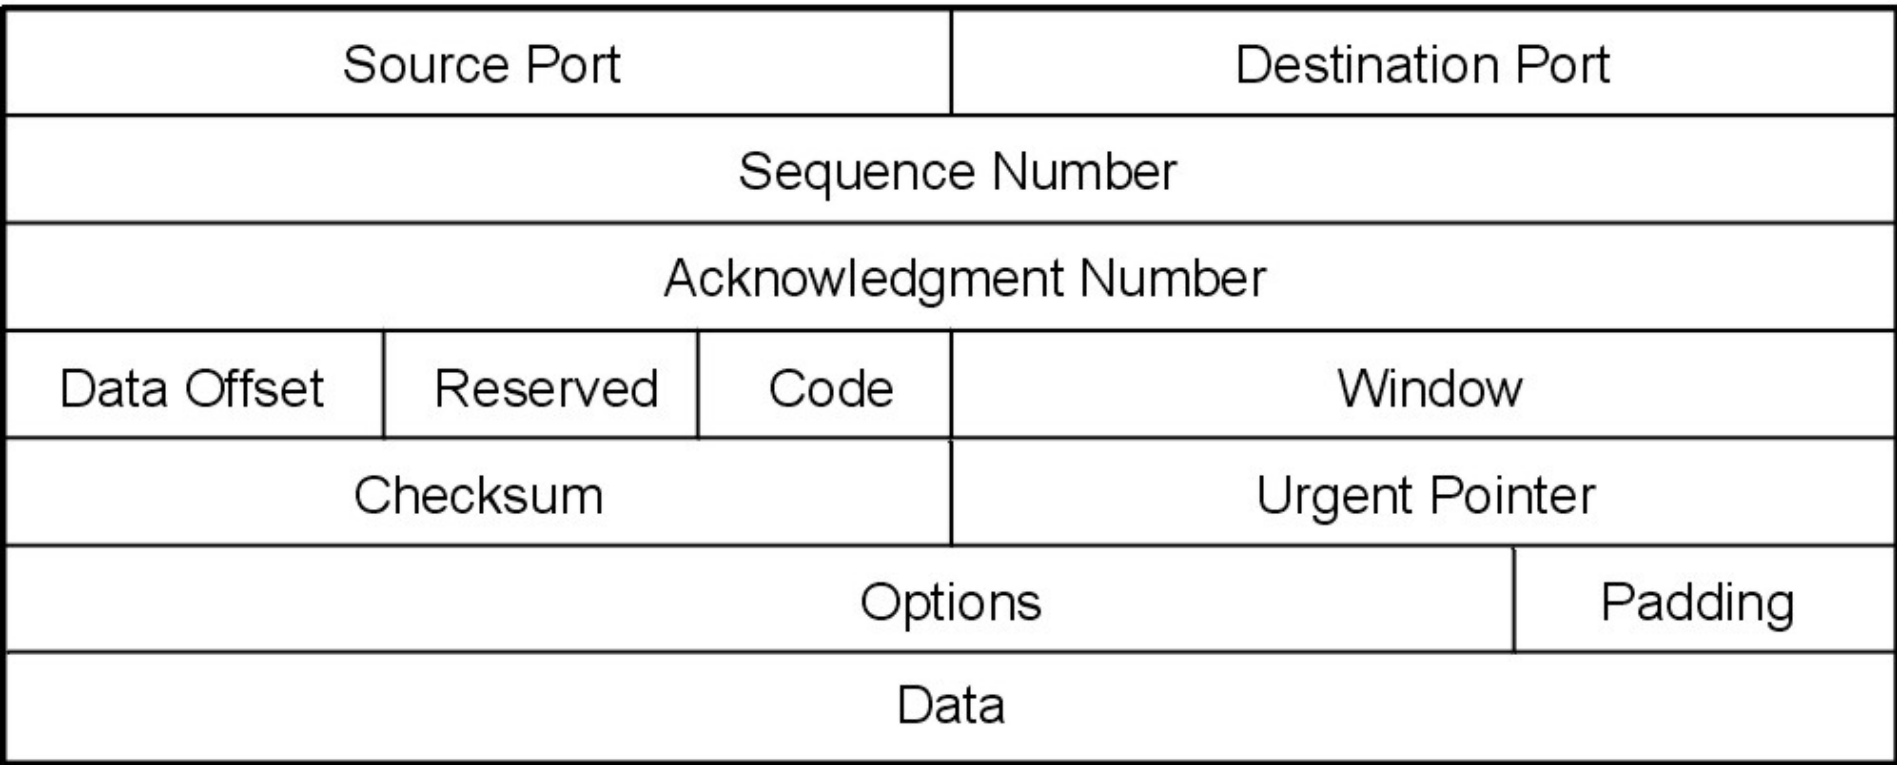 Source Port Destination Port
Sequence Number
Acknowledgment Number
Data Offset Reserved Code Window
Checksum Urgent Pointer
Options Padding
Data